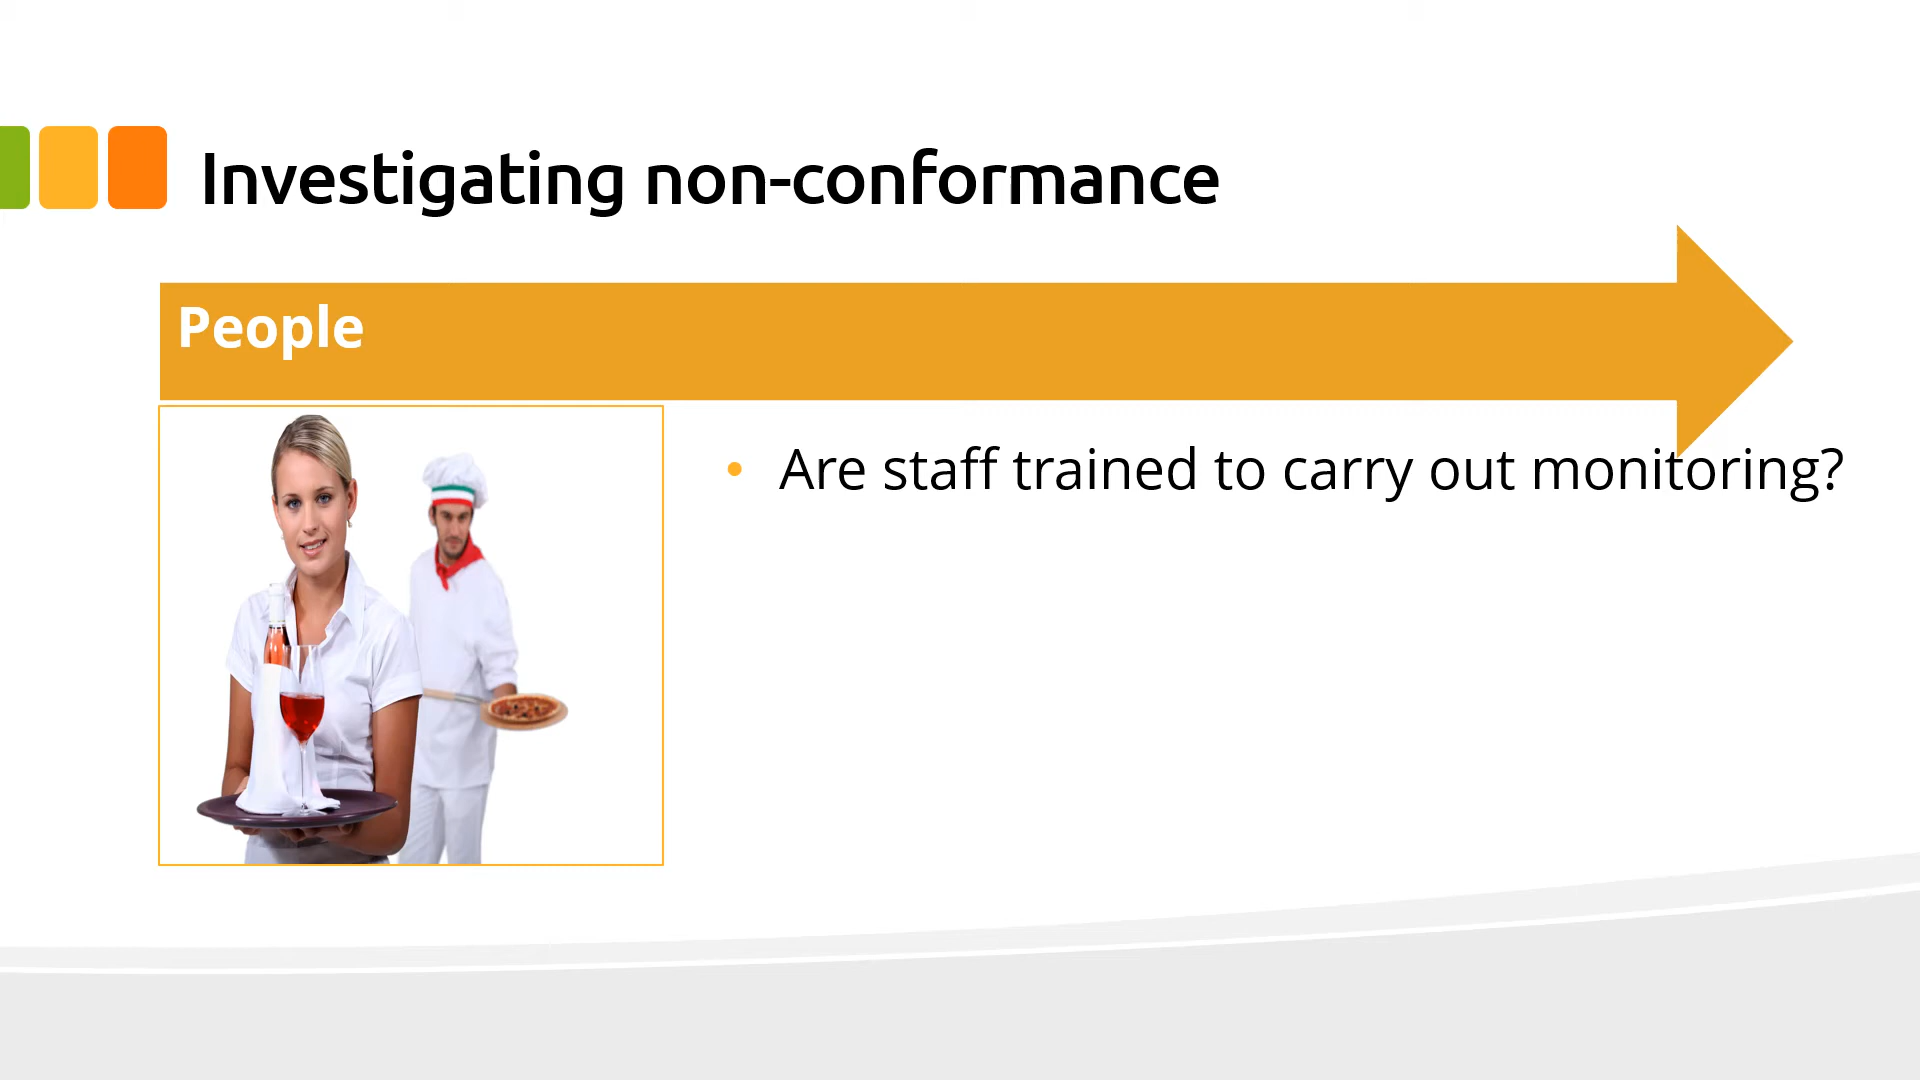 Investigating non-conformance
People
• Are staff trained to carry out monitoring?